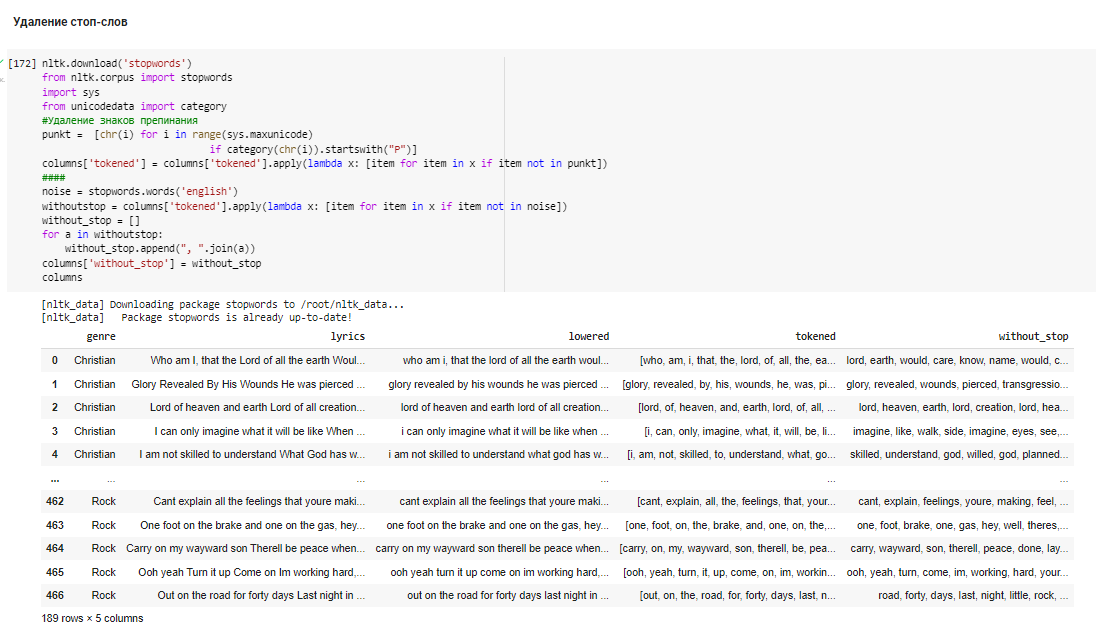 Удаление стоп-слов
[172] nltk.download('stopwords')
from nltk.corpus import stopwords
import sys
from unicodedata import category
#Удаление знаков препинания
punkt =  [chr(i) for i in range(sys.maxunicode)
if category(chr(i)).startswith("P")]
columns['tokened'] = columns['tokened'].apply(lambda x: [item for item in x if item not in punkt])
####
noise = stopwords.words('english')
withoutstop = columns['tokened'].apply(lambda x: [item for item in x if item not in noise])
without_stop = []
for a in withoutstop:
    without_stop.append(", ".join(a))
columns['without_stop'] = without_stop
columns
[nltk_data] Downloading package stopwords to /root/nltk_data...
[nltk_data]   Package stopwords is already up-to-date!
genre lyrics lowered tokened without_stop
0 Christian Who am I, that the Lord of all the earth Woul... who am i, that the lord of all the earth woul... [who, am, i, that, the, lord, of, all, the, ea... lord, earth, would, care, know, name, would, c...
1 Christian Glory Revealed By His Wounds He was pierced ... glory revealed by his wounds he was pierced ... [glory, revealed, by, his, wounds, he, was, pi... glory, revealed, wounds, pierced, transgressio...
2 Christian Lord of heaven and earth Lord of all creation... lord of heaven and earth lord of all creation... [lord, of, heaven, and, earth, lord, of, all, ... lord, heaven, earth, lord, creation, lord, hea...
3 Christian I can only imagine what it will be like When ... i can only imagine what it will be like when ... [i, can, only, imagine, what, it, will, be, li... imagine, like, walk, side, imagine, eyes, see,...
4 Christian I am not skilled to understand What God has w... i am not skilled to understand what god has w... [i, am, not, skilled, to, understand, what, go... skilled, understand, god, willed, god, planned...
... ... ... ... ... ...
462 Rock Cant explain all the feelings that youre maki... cant explain all the feelings that youre maki... [cant, explain, all, the, feelings, that, your... cant, explain, feelings, youre, making, feel, ...
463 Rock One foot on the brake and one on the gas, hey... one foot on the brake and one on the gas, hey... [one, foot, on, the, brake, and, one, on, the,... one, foot, brake, one, gas, hey, well, theres,...
464 Rock Carry on my wayward son Therell be peace when... carry on my wayward son therell be peace when... [carry, on, my, wayward, son, therell, be, pea... carry, wayward, son, therell, peace, done, lay...
465 Rock Ooh yeah Turn it up Come on Im working hard,... ooh yeah turn it up come on im working hard,... [ooh, yeah, turn, it, up, come, on, im, workin... ooh, yeah, turn, come, im, working, hard, your...
466 Rock Out on the road for forty days Last night in ... out on the road for forty days last night in ... [out, on, the, road, for, forty, days, last, n... road, forty, days, last, night, little, rock, ...
189 rows × 5 columns